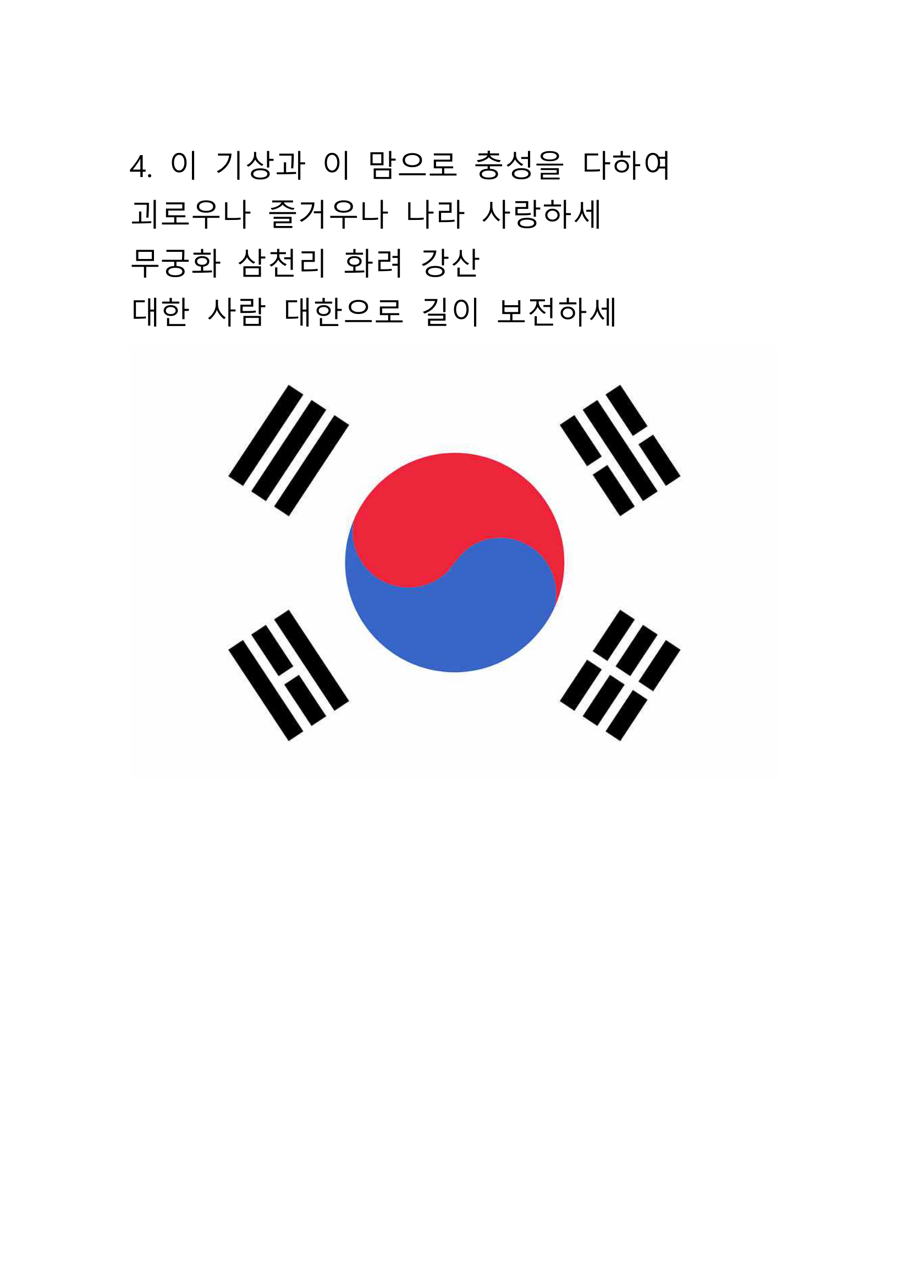 4. 이 기상과 이 맘으로 충성을 다하여
괴로우나 즐거우나 나라 사랑하세
무궁화 삼천리 화려 강산
대한 사람 대한으로 길이 보전하세